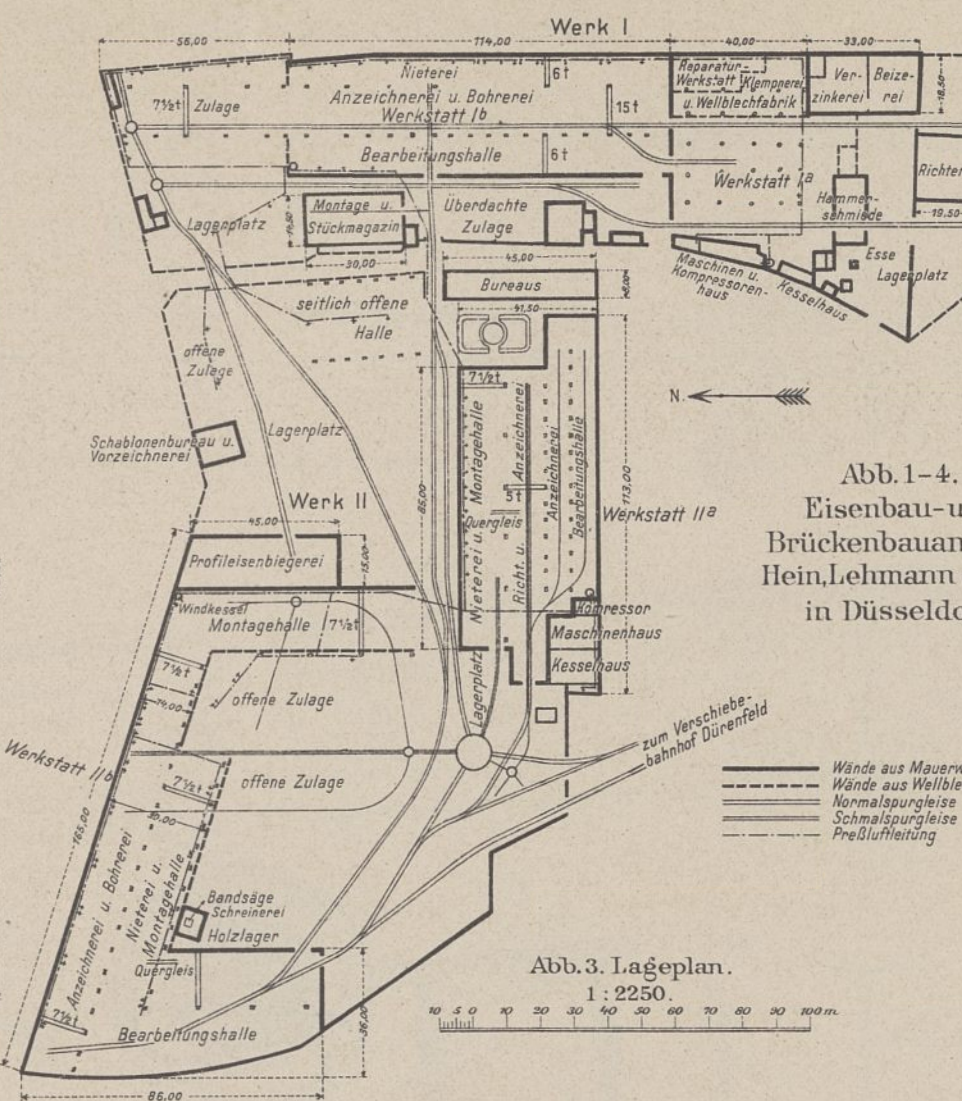 Werk I
56,00
114,00
40,00
33,00
Nieterei
6t
7½t
Zulage
Anzeichnerei u. Bohrerei
Werkstatt Ib
15t
Bearbeitungshalle
6t
Reparatur-
Werkstatt
Klempnerei
u. Wellblechfabrik
Ver-
zinkerei
Beize-
rei
18,50
Werkstatt Ia
Richterei
19,50
Hammer-
schmiede
Esse
Lagerplatz
Maschinen u.
Kompressoren-
haus
Kesselhaus
Lagerplatz
Montage u.
Stückmagazin
30,00
Überdachte
Zulage
45,00
Bureaus
41,50
seitlich offene
Halle
offene
Zulage
Lagerplatz
Schablonenbureau u.
Vorzeichnerei
N.
7½t
Nieterei u. Montagehalle
Richt. u. Anzeichnerei
Anzeichnerei
Bearbeitungshalle
5t
Quergleis
85,00
113,00
Werkstatt IIa
Kompressor
Maschinenhaus
Kesselhaus
Lagerplatz
Werk II
45,00
Profileisenbiegerei
15,00
Windkessel
Montagehalle
7½t
7½t
14,00
offene Zulage
offene Zulage
Werkstatt IIb
165,00
7½t
Anzeichnerei u. Bohrerei
Nieterei u.
Montagehalle
Bandsäge
Schreinerei
Holzlager
Quergleis
7½t
Bearbeitungshalle
36,00
86,00
zum Verschiebe-
bahnhof Dürenfeld
Abb. 1-4.
Eisenbau-u
Brückenbauan
Hein, Lehmann
in Düsseldo
Wände aus Mauerw
Wände aus Wellble
Normalspurgleise
Schmalspurgleise
Preßluftleitung
Abb. 3. Lageplan.
1 : 2250.
10 5 0 10 20 30 40 50 60 70 80 90 100 m.